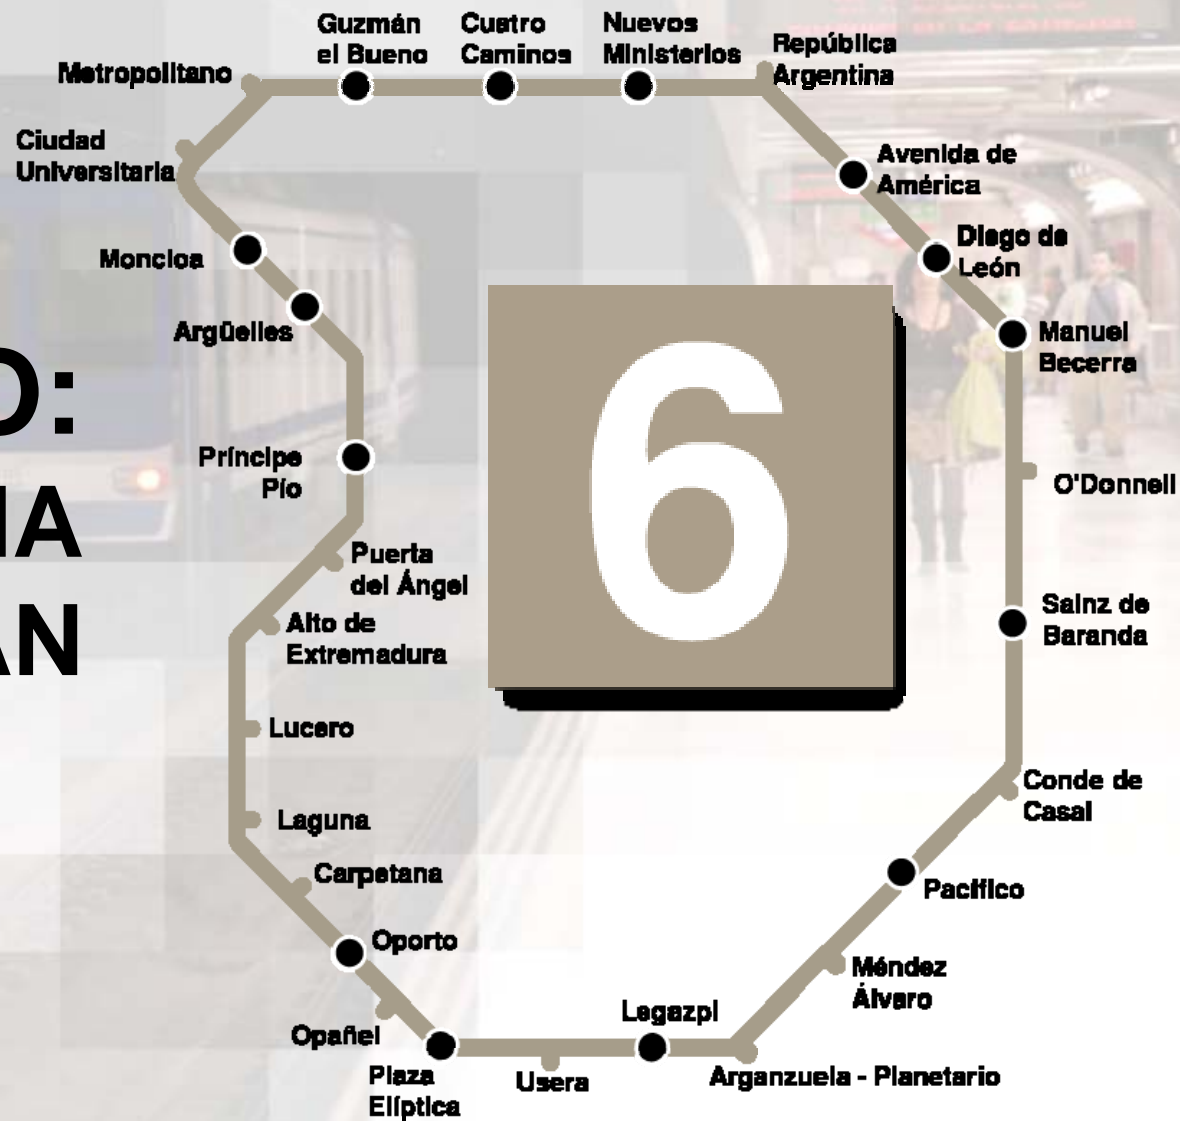 Guzmán
el Bueno
Cuatro
Caminos
Nuevos
Ministerios
República
Argentina
Metropolitano
Ciudad
Universitaria
Avenida de
América
Diego de
León
Moncloa
Argüelles
Manuel
Becerra
O:
IA
AN
6
Príncipe
Pío
O'Donnell
Puerta
del Ángel
Alto de
Extremadura
Sainz de
Baranda
Lucero
Laguna
Conde de
Casal
Carpetana
Pacífico
Oporto
Méndez
Álvaro
Opañel
Legazpi
Plaza
Elíptica
Usera
Arganzuela - Planetario